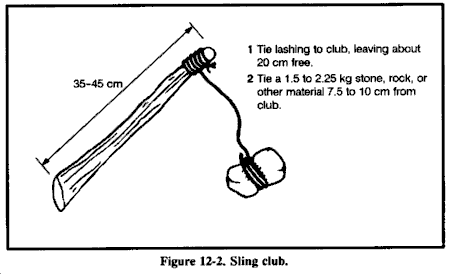 35–45 cm
1 Tie lashing to club, leaving about
20 cm free.
2 Tie a 1.5 to 2.25 kg stone, rock, or
other material 7.5 to 10 cm from
club.
Figure 12-2. Sling club.